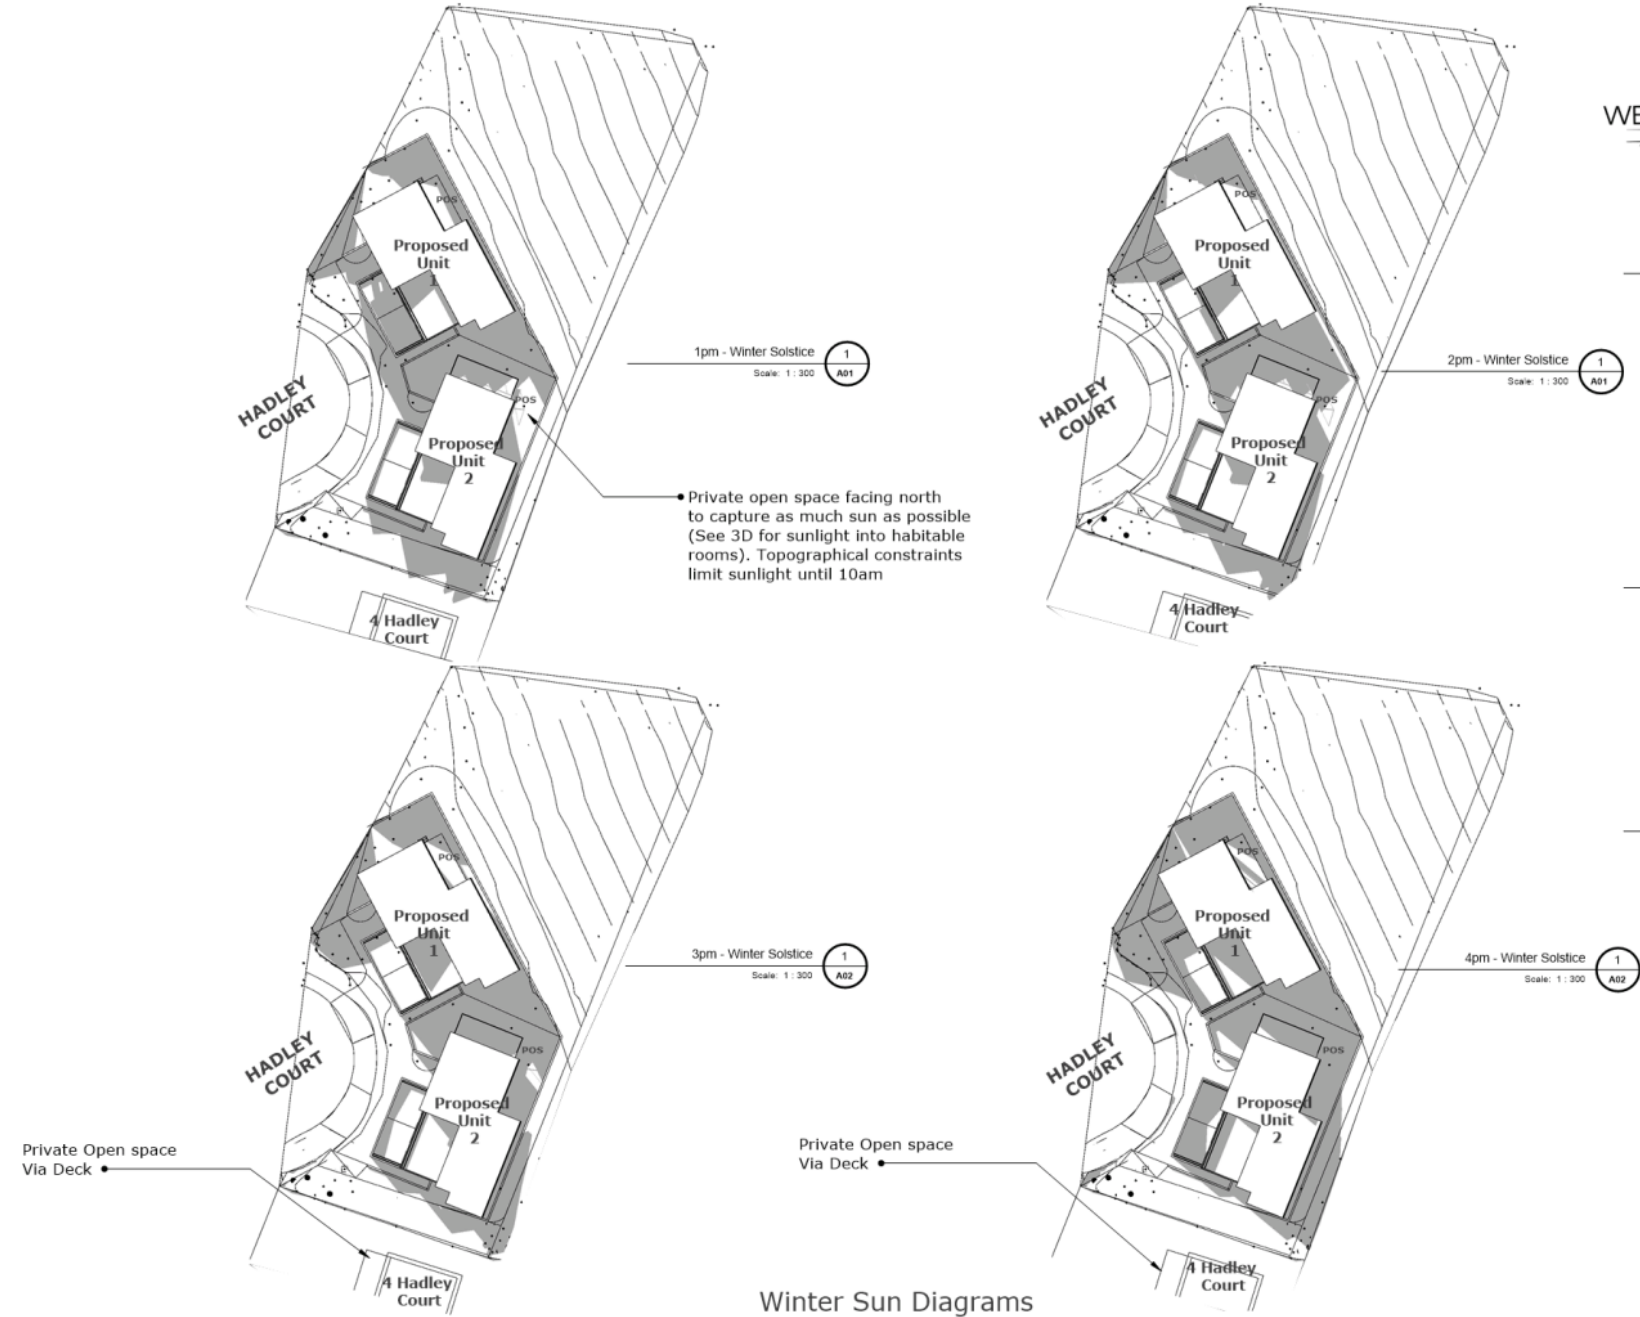 WE
POS
Proposed
Unit
1
1pm - Winter Solstice
Scale: 1 : 300
1
A01
HADLEY
COURT
POS
Proposed
Unit
2
Private open space facing north
to capture as much sun as possible
(See 3D for sunlight into habitable
rooms). Topographical constraints
limit sunlight until 10am
4 Hadley
Court
POS
Proposed
Unit
1
2pm - Winter Solstice
Scale: 1 : 300
1
A01
HADLEY
COURT
POS
Proposed
Unit
2
4 Hadley
Court
POS
Proposed
Unit
1
3pm - Winter Solstice
Scale: 1 : 300
1
A02
HADLEY
COURT
POS
Proposed
Unit
2
Private Open space
Via Deck
4 Hadley
Court
POS
Proposed
Unit
1
4pm - Winter Solstice
Scale: 1 : 300
1
A02
HADLEY
COURT
POS
Proposed
Unit
2
Private Open space
Via Deck
4 Hadley
Court
Winter Sun Diagrams